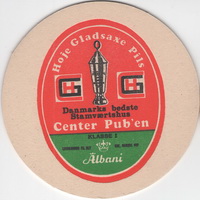 Høje Gladsaxe Pils
Danmarks bedste
Stamværtshus
Center Pub'en
KLASSE I
Albani